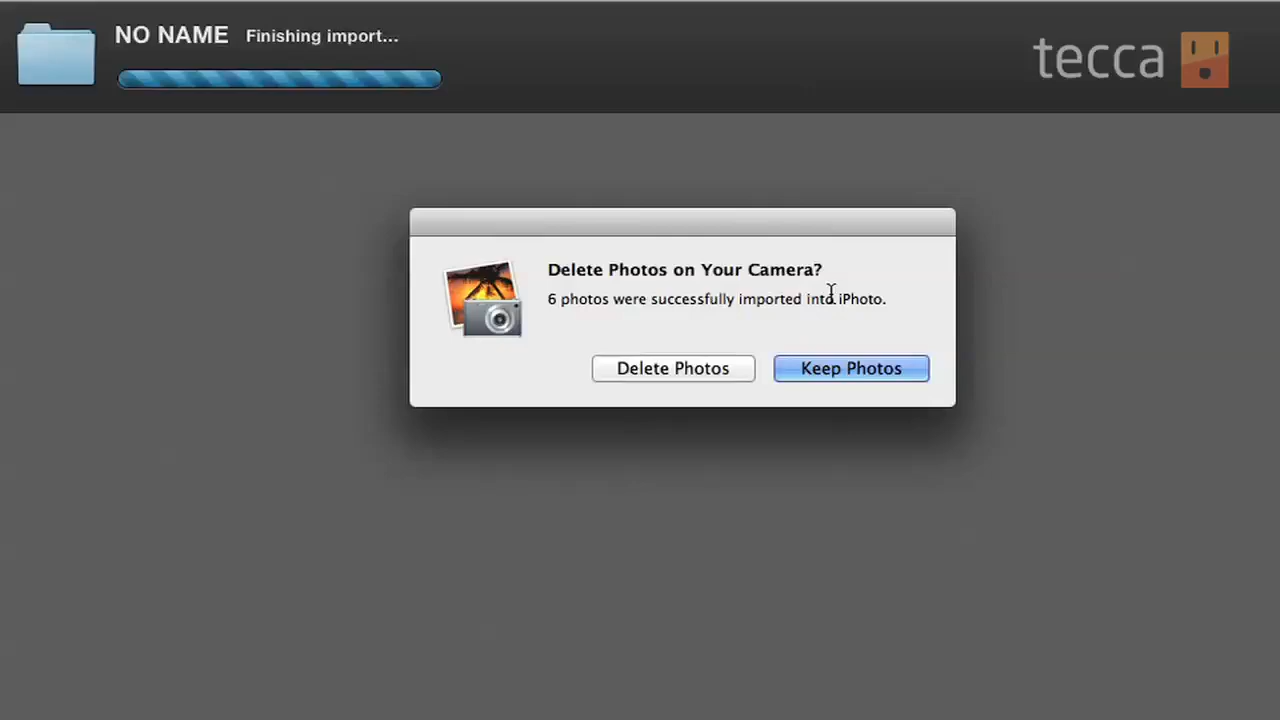 NO NAME Finishing import...
tecca
Delete Photos on Your Camera?
6 photos were successfully imported into iPhoto.
Delete Photos
Keep Photos